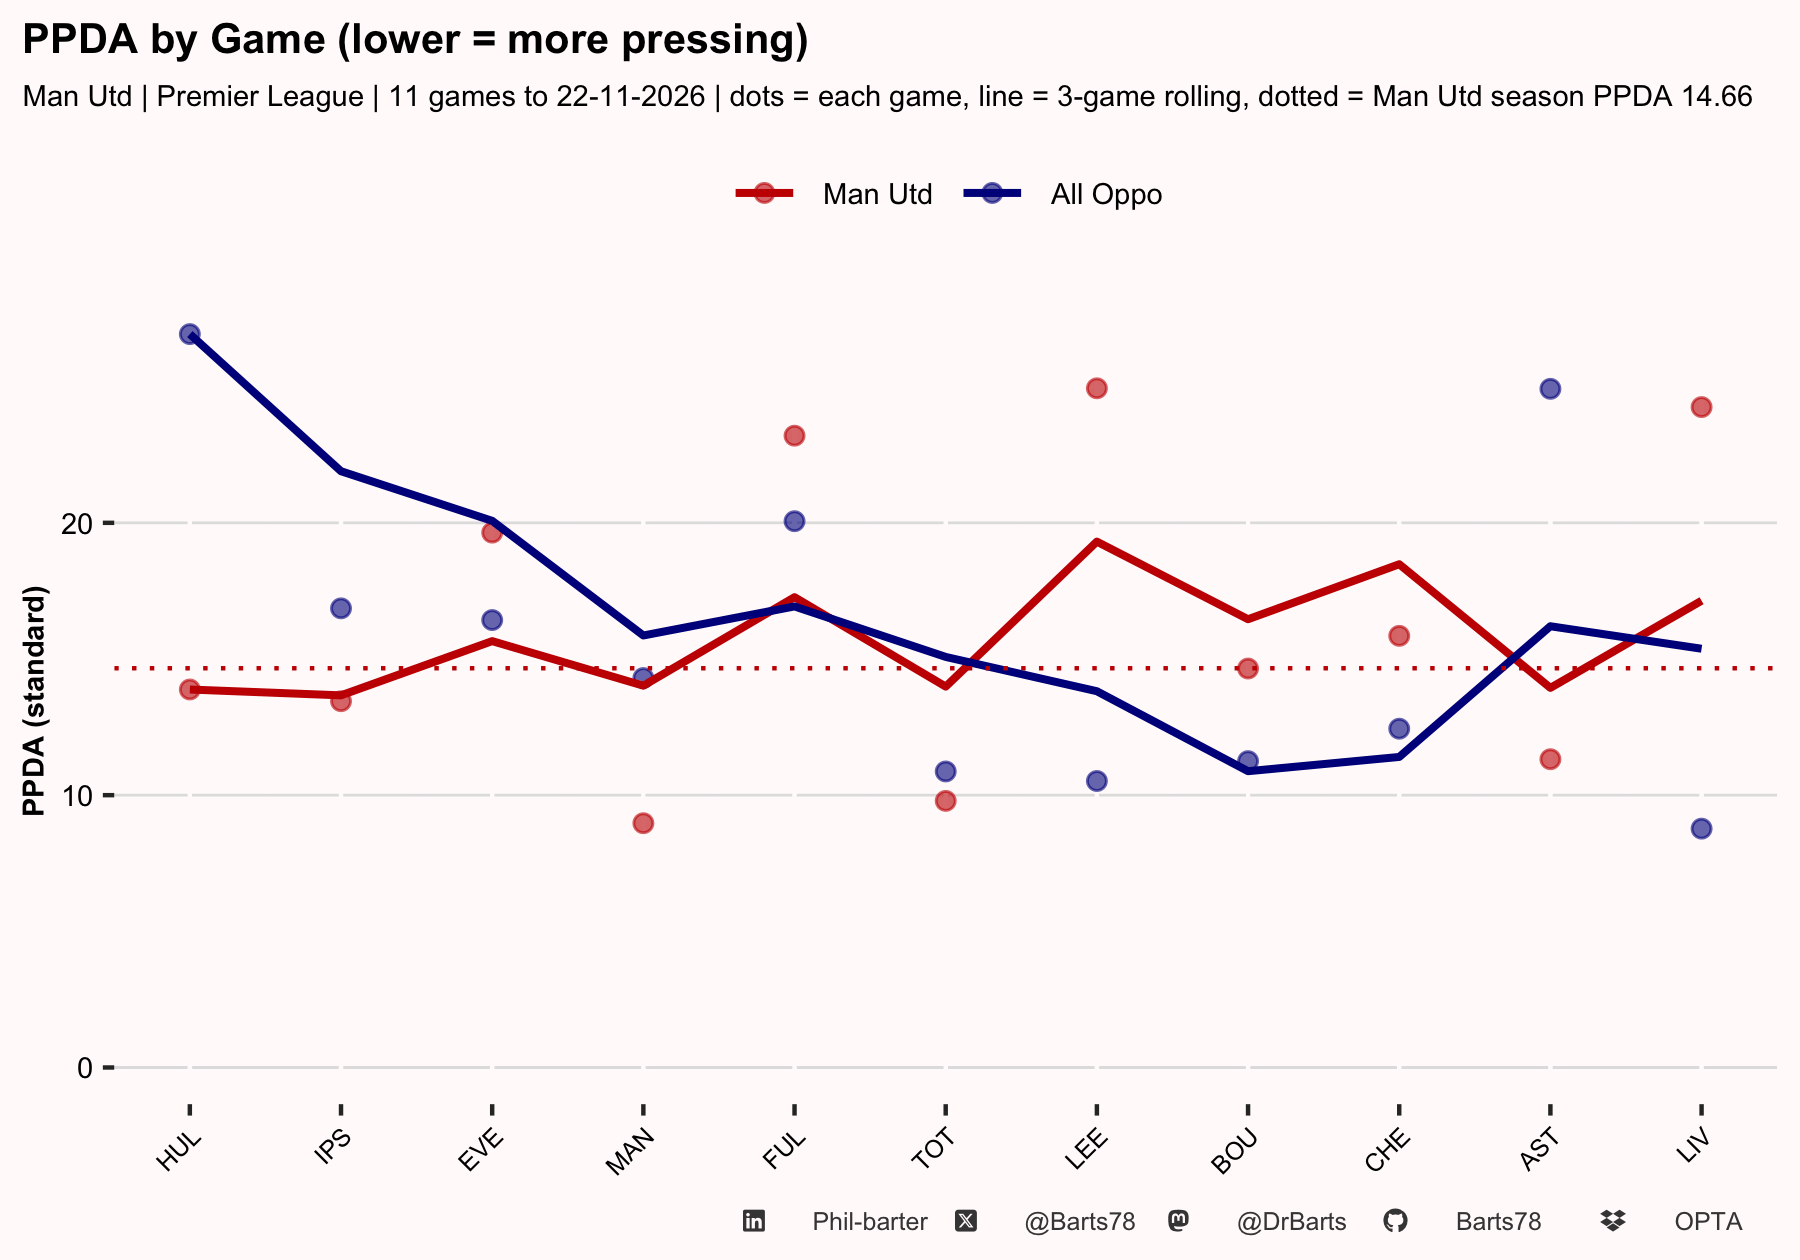 PPDA by Game (lower = more pressing)
Man Utd | Premier League | 11 games to 22-11-2026 | dots = each game, line = 3-game rolling, dotted = Man Utd season PPDA 14.66
Man Utd All Oppo
PPDA (standard)
20
10
0
HUL IPS EVE MAN FUL TOT LEE BOU CHE AST LIV
Phil-barter @Barts78 @DrBarts Barts78 OPTA